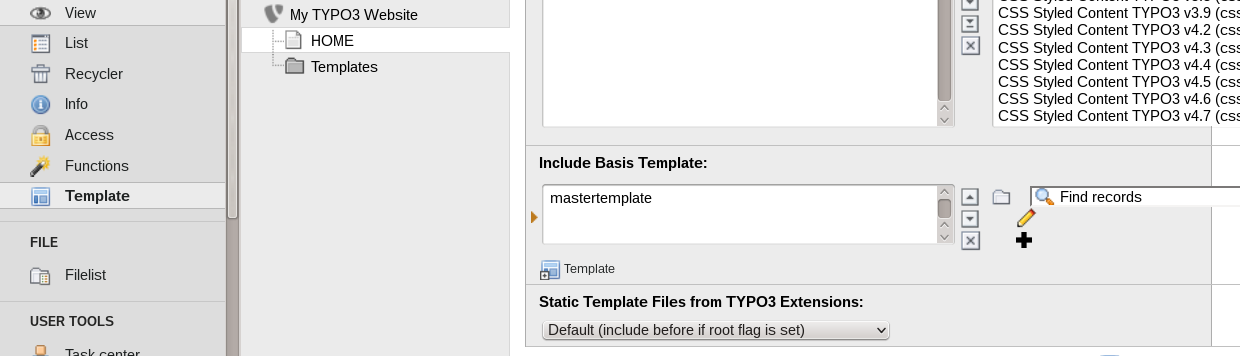 View
List
Recycler
Info
Access
Functions
Template
FILE
Filelist
USER TOOLS
Task center
My TYPO3 Website
HOME
Templates
CSS Styled Content TYPO3 v3.9 (css
CSS Styled Content TYPO3 v4.2 (css
CSS Styled Content TYPO3 v4.3 (css
CSS Styled Content TYPO3 v4.4 (css
CSS Styled Content TYPO3 v4.5 (css
CSS Styled Content TYPO3 v4.6 (css
CSS Styled Content TYPO3 v4.7 (css
Include Basis Template:
mastertemplate
Find records
Template
Static Template Files from TYPO3 Extensions:
Default (include before if root flag is set)